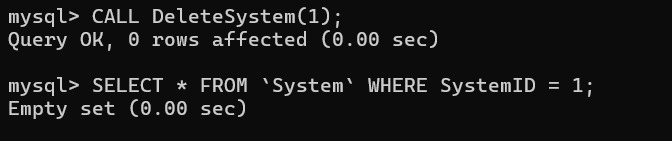 mysql> CALL DeleteSystem(1);
Query OK, 0 rows affected (0.00 sec)
mysql> SELECT * FROM `System` WHERE SystemID = 1;
Empty set (0.00 sec)